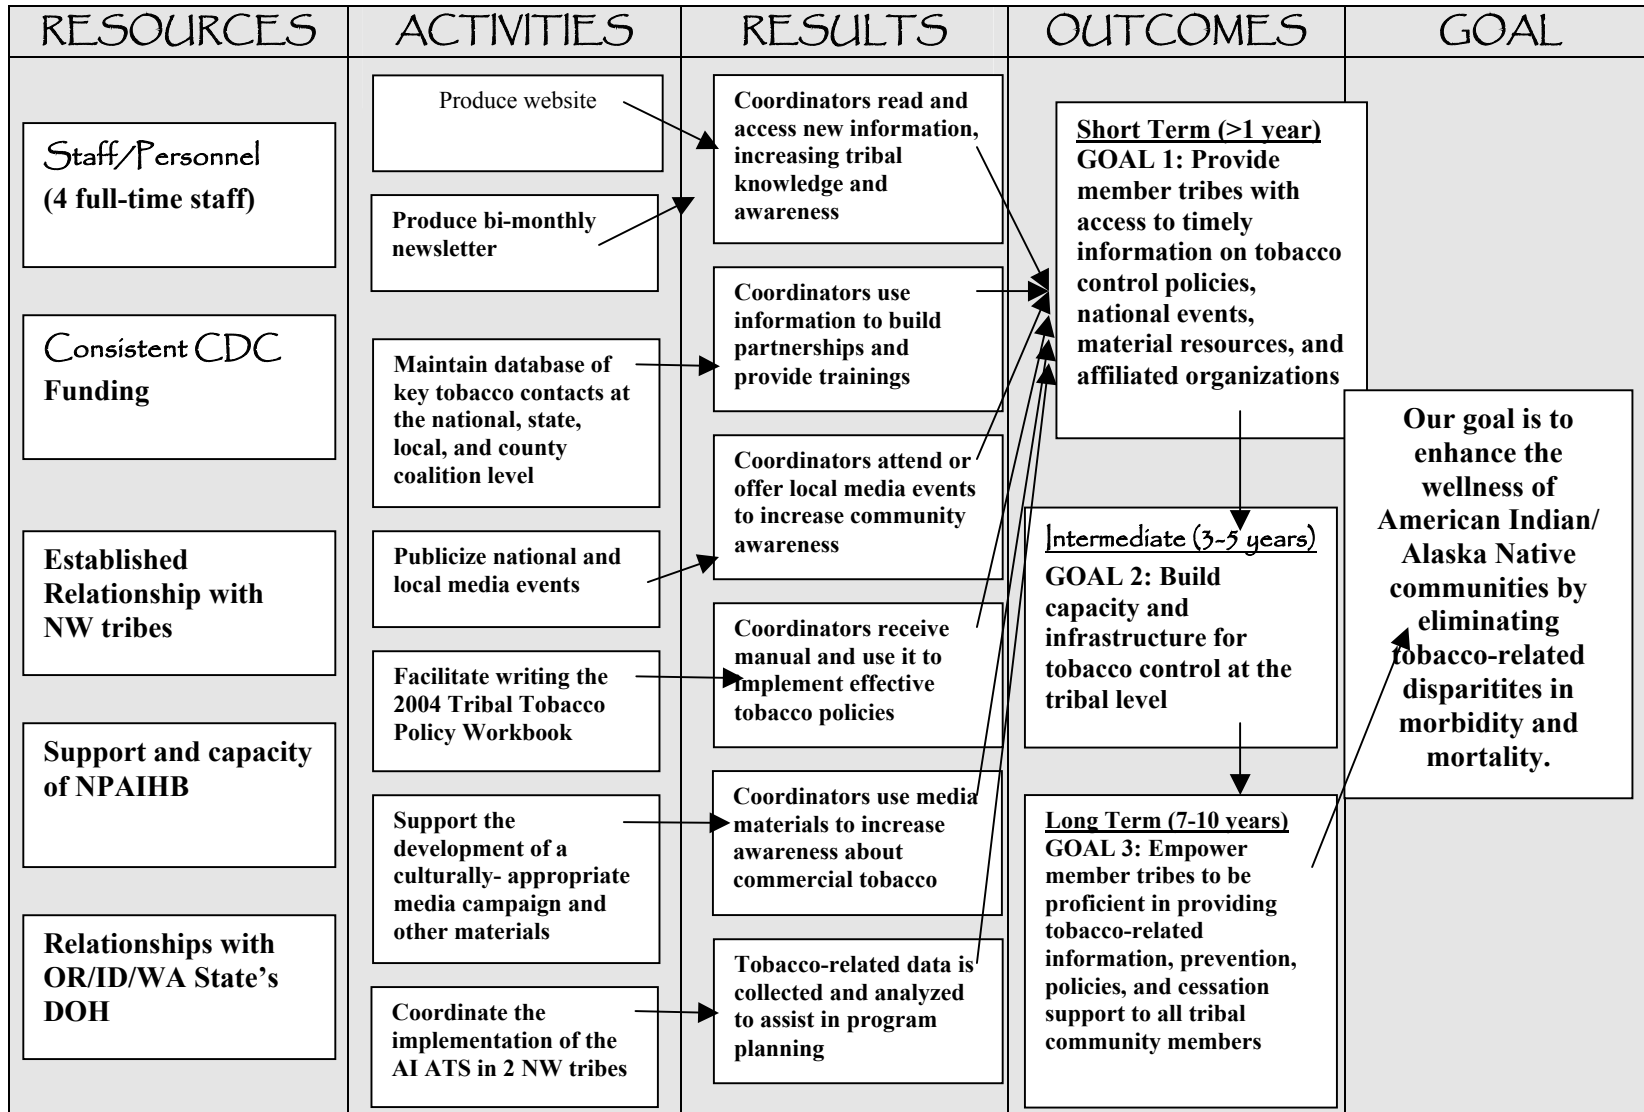 RESOURCES
ACTIVITIES
RESULTS
OUTCOMES
GOAL
Staff/Personnel
(4 full-time staff)
Consistent CDC
Funding
Established
Relationship with
NW tribes
Support and capacity
of NPAIHB
Relationships with
OR/ID/WA State's
DOH
Produce website
Produce bi-monthly
newsletter
Maintain database of
key tobacco contacts at
the national, state,
local, and county
coalition level
Publicize national and
local media events
Facilitate writing the
2004 Tribal Tobacco
Policy Workbook
Support the
development of a
culturally- appropriate
media campaign and
other materials
Coordinate the
implementation of the
AI ATS in 2 NW tribes
Coordinators read and
access new information,
increasing tribal
knowledge and
awareness
Coordinators use
information to build
partnerships and
provide trainings
Coordinators attend or
offer local media events
to increase community
awareness
Coordinators receive
manual and use it to
implement effective
tobacco policies
Coordinators use media
materials to increase
awareness about
commercial tobacco
Tobacco-related data is
collected and analyzed
to assist in program
planning
Short Term (>1 year)
GOAL 1: Provide
member tribes with
access to timely
information on tobacco
control policies,
national events,
material resources, and
affiliated organizations
Intermediate (3-5 years)
GOAL 2: Build
capacity and
infrastructure for
tobacco control at the
tribal level
Long Term (7-10 years)
GOAL 3: Empower
member tribes to be
proficient in providing
tobacco-related
information, prevention,
policies, and cessation
support to all tribal
community members
Our goal is to
enhance the
wellness of
American Indian/
Alaska Native
communities by
eliminating
tobacco-related
disparitites in
morbidity and
mortality.